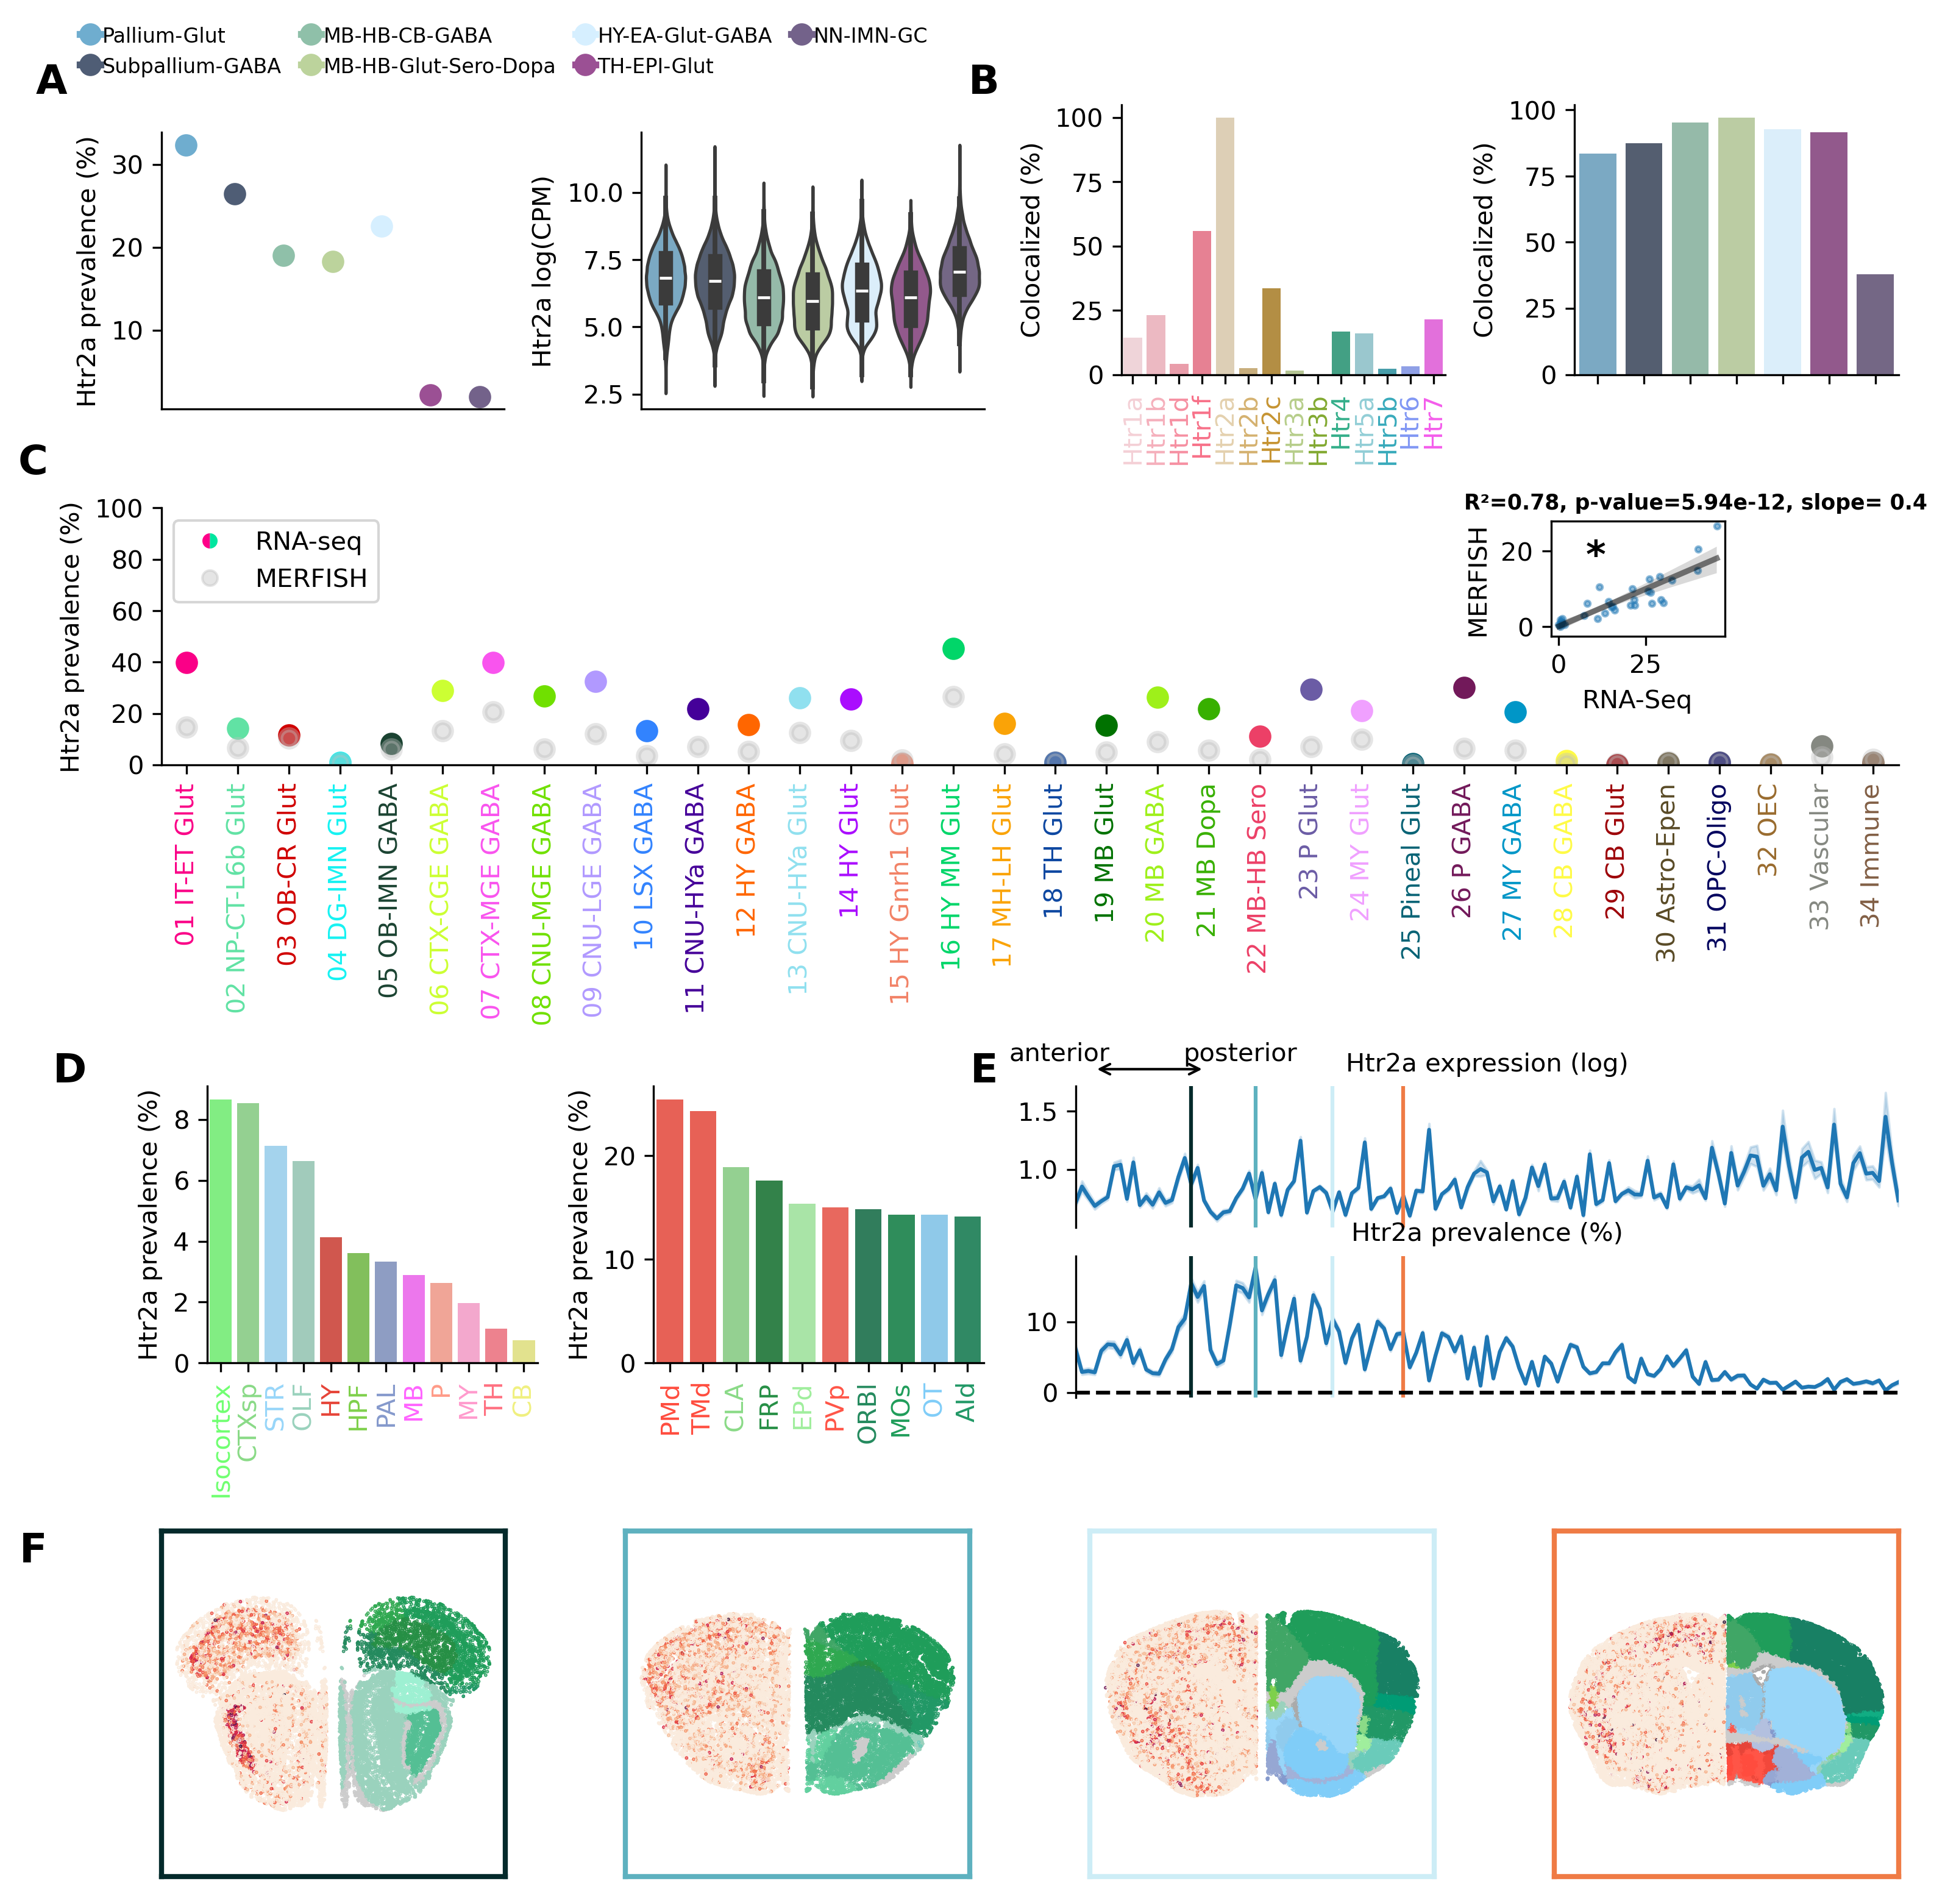 Pallium-Glut
MB-HB-CB-GABA
HY-EA-Glut-GABA
NN-IMN-GC
Subpallium-GABA
MB-HB-Glut-Sero-Dopa
TH-EPI-Glut
A
Htr2a prevalence (%)
30
20
10
Htr2a log(CPM)
10.0
7.5
5.0
2.5
B
Colocalized (%)
100
75
50
25
0
Htr1a
Htr1b
Htr1d
Htr1f
Htr2a
Htr2b
Htr2c
Htr3a
Htr3b
Htr4
Htr5a
Htr5b
Htr6
Htr7
Colocalized (%)
100
75
50
25
0
C
Htr2a prevalence (%)
100
80
60
40
20
0
RNA-seq
MERFISH
R²=0.78, p-value=5.94e-12, slope= 0.4
MERFISH
20
0
*
0
25
RNA-Seq
01 IT-ET Glut
02 NP-CT-L6b Glut
03 OB-CR Glut
04 DG-IMN Glut
05 OB-IMN GABA
06 CTX-CGE GABA
07 CTX-MGE GABA
08 CNU-MGE GABA
09 CNU-LGE GABA
10 LSX GABA
11 CNU-HYa GABA
12 HY GABA
13 CNU-HYa Glut
14 HY Glut
15 HY Gnrh1 Glut
16 HY MM Glut
17 MH-LH Glut
18 TH Glut
19 MB Glut
20 MB GABA
21 MB Dopa
22 MB-HB Sero
23 P Glut
24 MY Glut
25 Pineal Glut
26 P GABA
27 MY GABA
28 CB GABA
29 CB Glut
30 Astro-Epen
31 OPC-Oligo
32 OEC
33 Vascular
34 Immune
D
Htr2a prevalence (%)
8
6
4
2
0
Isocortex
CTXsp
STR
OLF
HY
HPF
PAL
MB
P
MY
TH
CB
Htr2a prevalence (%)
20
10
0
PMd
TMd
CLA
FRP
EPd
PVp
ORBl
MOs
OT
AId
E
anterior
posterior
Htr2a expression (log)
1.5
1.0
Htr2a prevalence (%)
10
0
F